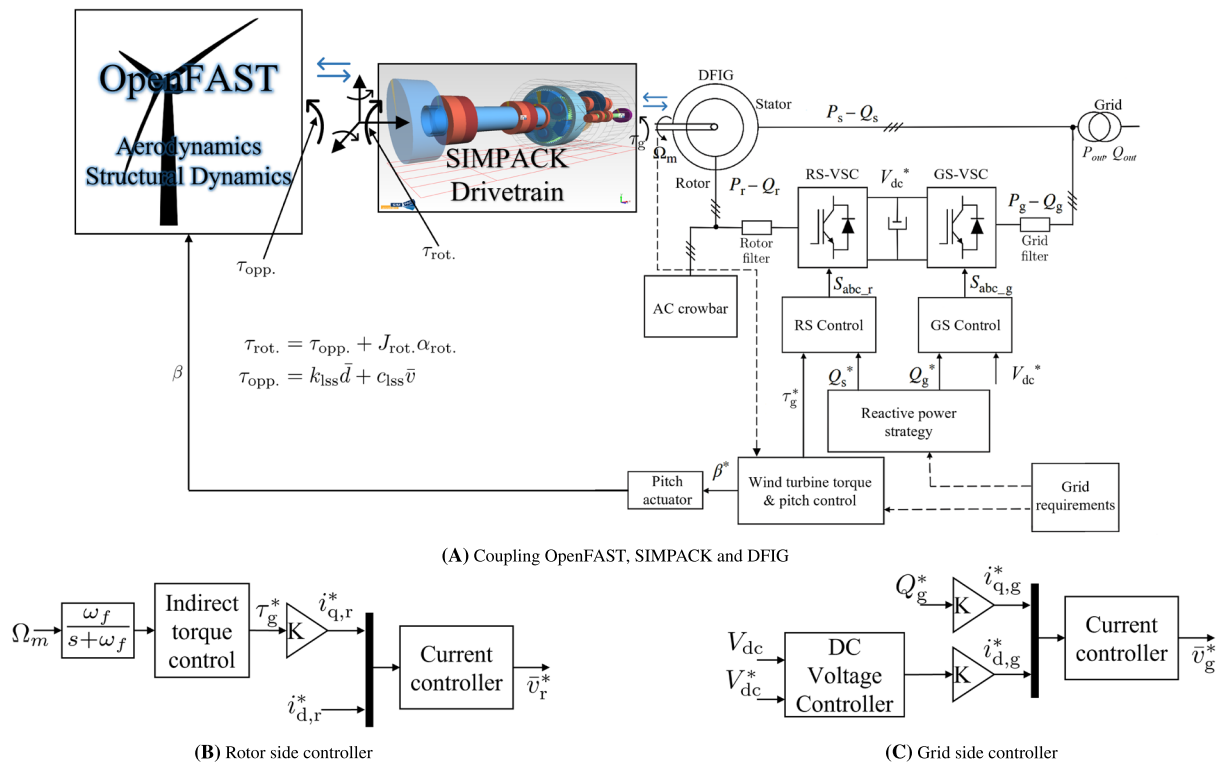 OpenFAST
Aerodynamics
Structural Dynamics
τ_opp.
τ_rot.
SIMPACK
Drivetrain
τ_g
Ω_m
DFIG
Stator
Rotor
P_s − Q_s
Grid
P_out, Q_out
P_r − Q_r
RS-VSC
V_dc*
GS-VSC
P_g − Q_g
Rotor
filter
Grid
filter
S_abc_r
S_abc_g
AC crowbar
RS Control
GS Control
τ_rot. = τ_opp. + J_rot. α_rot.
τ_opp. = k_lss d̄ + c_lss v̄
β
τ_g*
Q_s*
Q_g*
V_dc*
Reactive power
strategy
Pitch
actuator
β*
Wind turbine torque
& pitch control
Grid
requirements
(A) Coupling OpenFAST, SIMPACK and DFIG
Ω_m
ω_f
s+ω_f
Indirect
torque
control
τ_g*
K
i*_q,r
i*_d,r
Current
controller
v̄_r*
(B) Rotor side controller
Q_g*
K
i*_q,g
V_dc
V_dc*
DC
Voltage
Controller
K
i*_d,g
Current
controller
v̄_g*
(C) Grid side controller